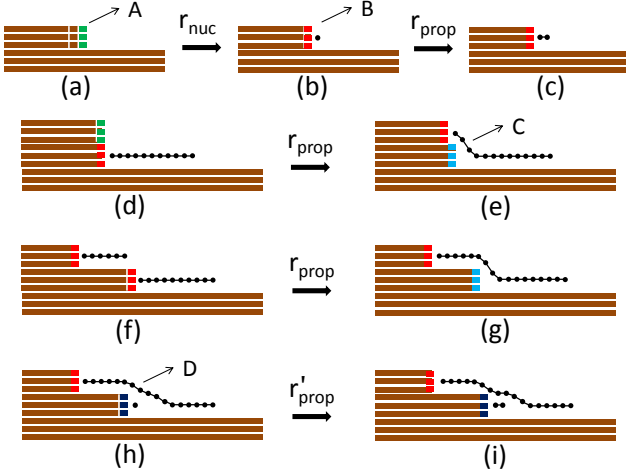 A
r_nuc
B
r_prop
(a)
(b)
(c)
r_prop
C
(d)
(e)
r_prop
(f)
(g)
D
r'_prop
(h)
(i)